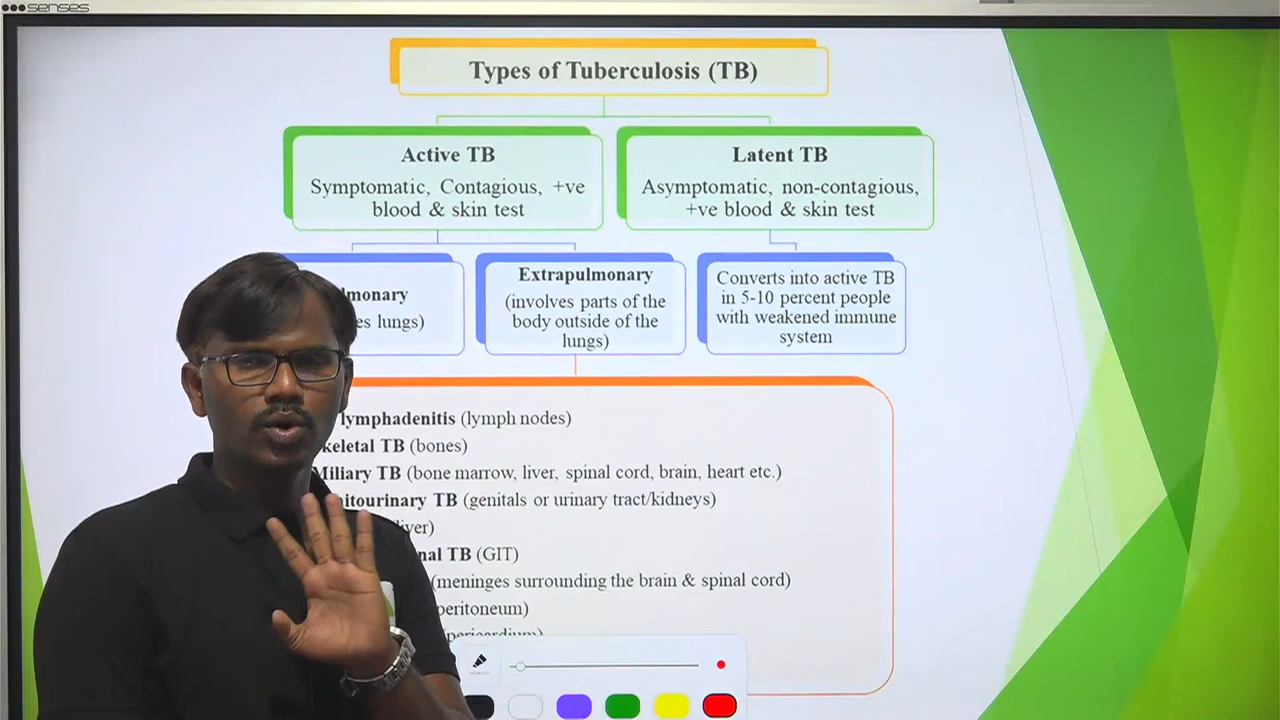 senses
Types of Tuberculosis (TB)
Active TB
Symptomatic, Contagious, +ve
blood & skin test
Latent TB
Asymptomatic, non-contagious,
+ve blood & skin test
monary
es lungs)
Extrapulmonary
(involves parts of the
body outside of the
lungs)
Converts into active TB
in 5-10 percent people
with weakened immune
system
lymphadenitis (lymph nodes)
keletal TB (bones)
Miliary TB (bone marrow, liver, spinal cord, brain, heart etc.)
itourinary TB (genitals or urinary tract/kidneys)
iver)
nal TB (GIT)
(meninges surrounding the brain & spinal cord)
peritoneum)
pericardium)